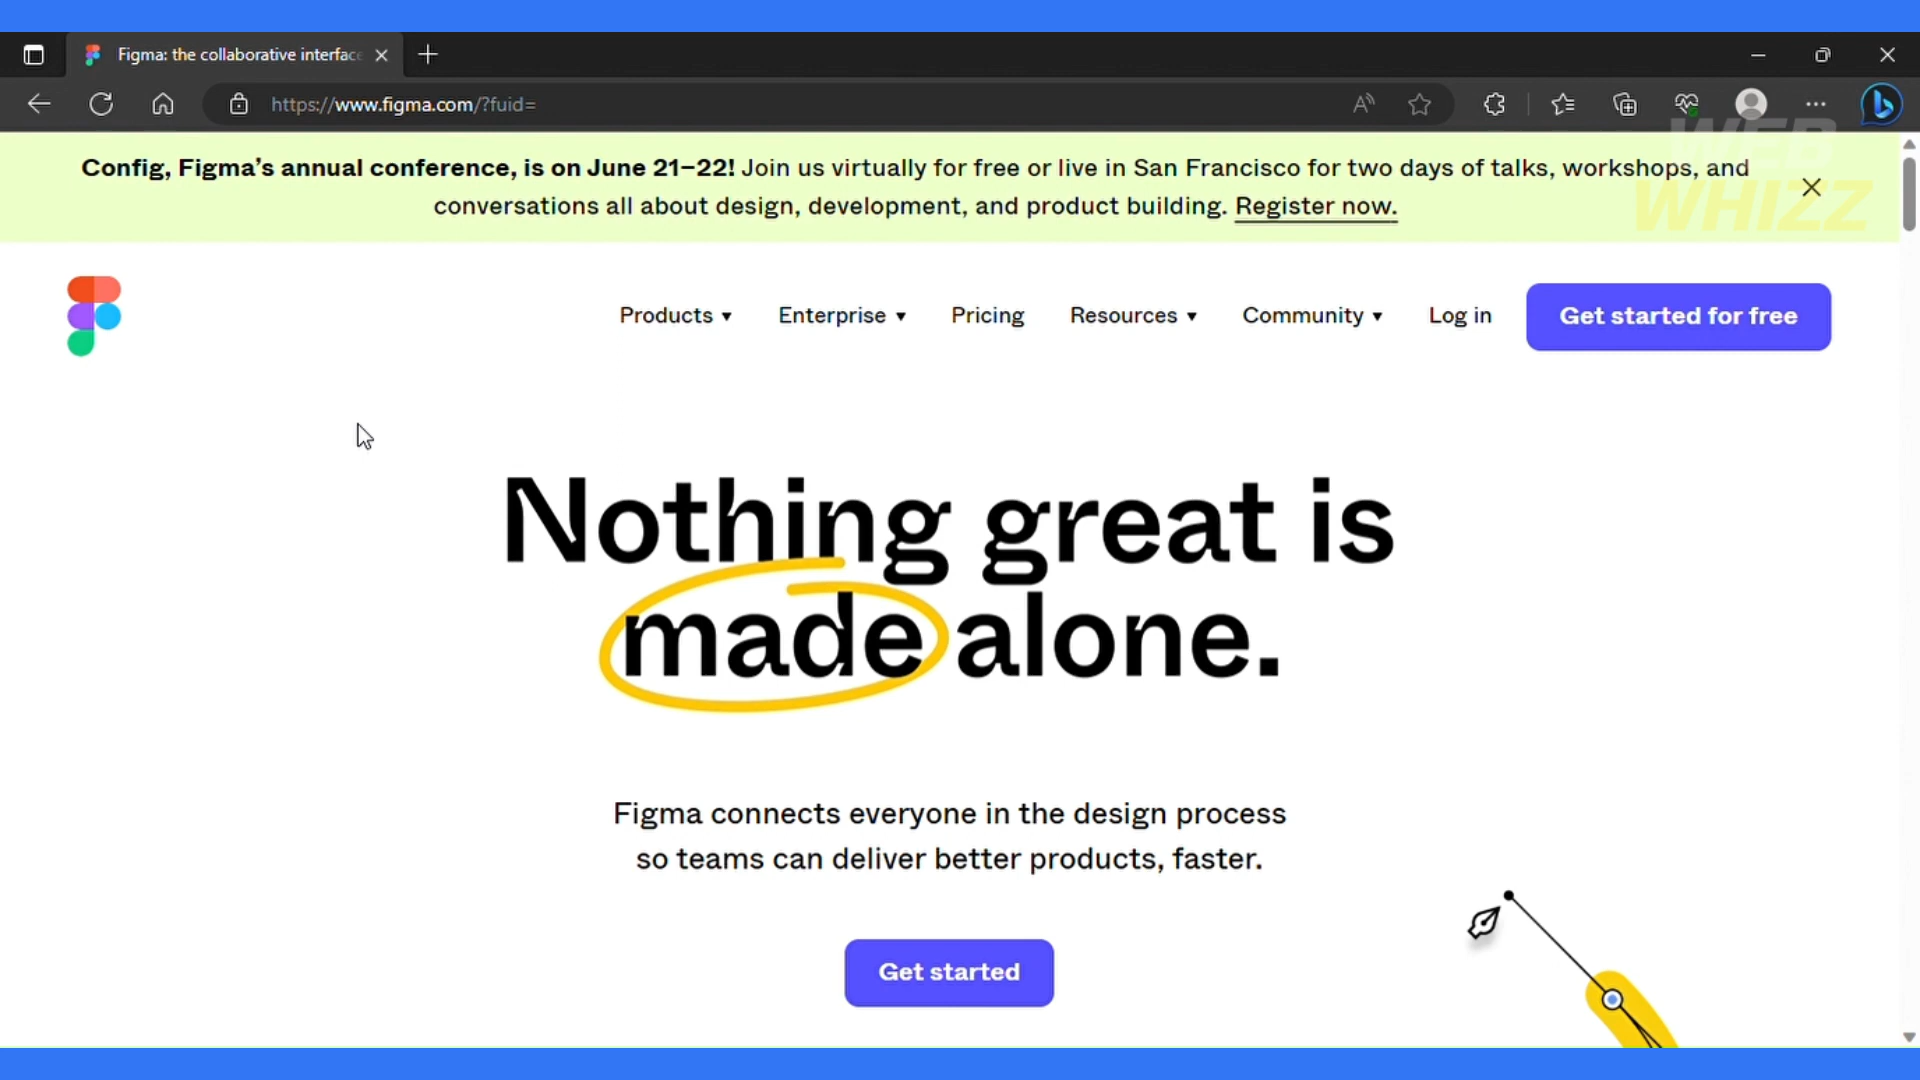 Figma: the collaborative interface
https://www.figma.com/?fuid=
WEB
WHIZZ
Config, Figma’s annual conference, is on June 21–22! Join us virtually for free or live in San Francisco for two days of talks, workshops, and
conversations all about design, development, and product building. Register now.
Products Enterprise Pricing Resources Community Log in Get started for free
Nothing great is
made alone.
Figma connects everyone in the design process
so teams can deliver better products, faster.
Get started